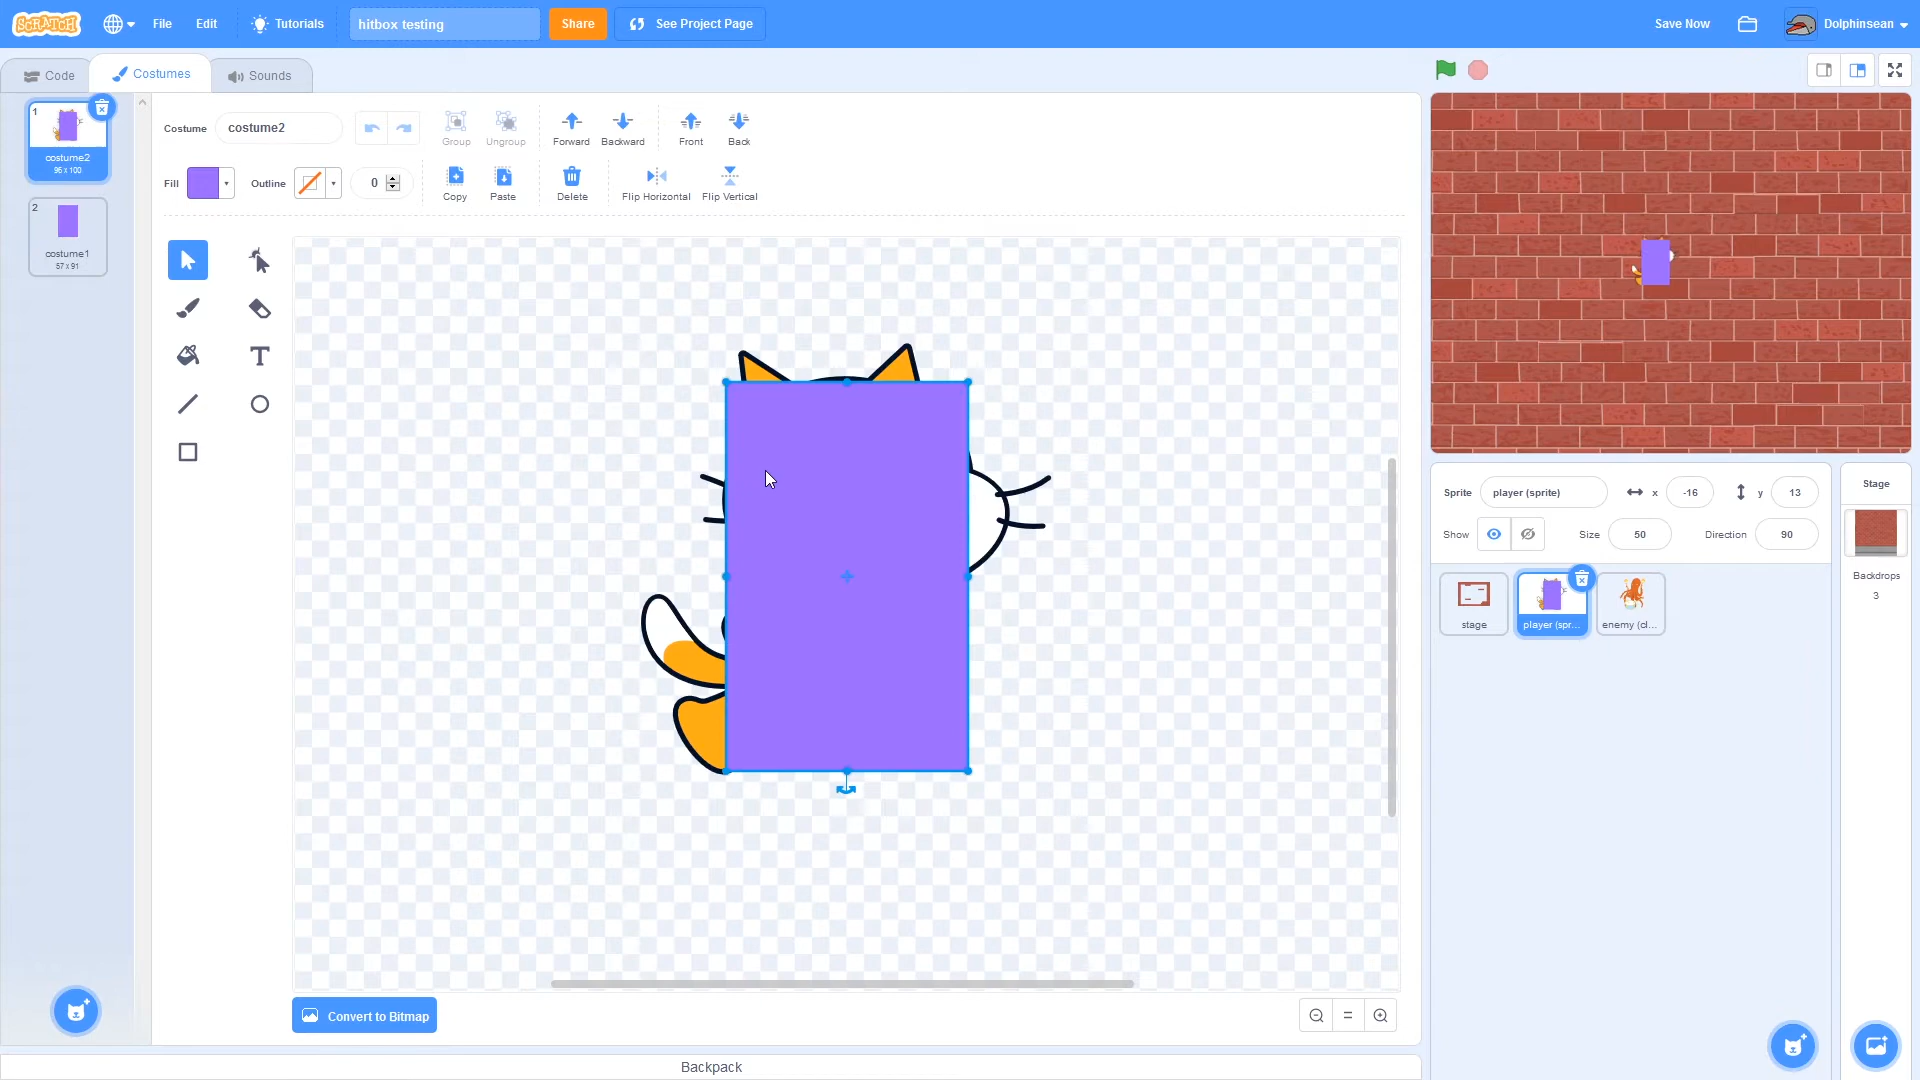 SCRATCH File Edit Tutorials hitbox testing Share See Project Page Save Now Dolphinsean
Code Costumes Sounds
1
costume2
96 x 100
2
costume1
57 x 91
Costume costume2 Group Ungroup Forward Backward Front Back
Fill Outline 0 Copy Paste Delete Flip Horizontal Flip Vertical
T
Convert to Bitmap
Backpack
Sprite player (sprite) x -16 y 13
Show Size 50 Direction 90
stage player (spr... enemy (cl...
Stage
Backdrops
3